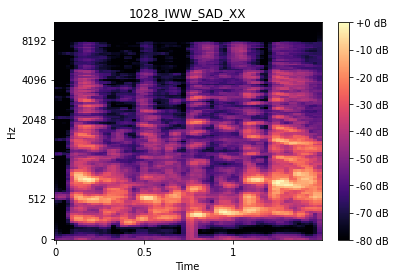 1028_IWW_SAD_XX
+0 dB
8192
-10 dB
4096
-20 dB
-30 dB
2048
Hz
-40 dB
1024
-50 dB
512
-60 dB
-70 dB
0
-80 dB
0
0.5
1
Time